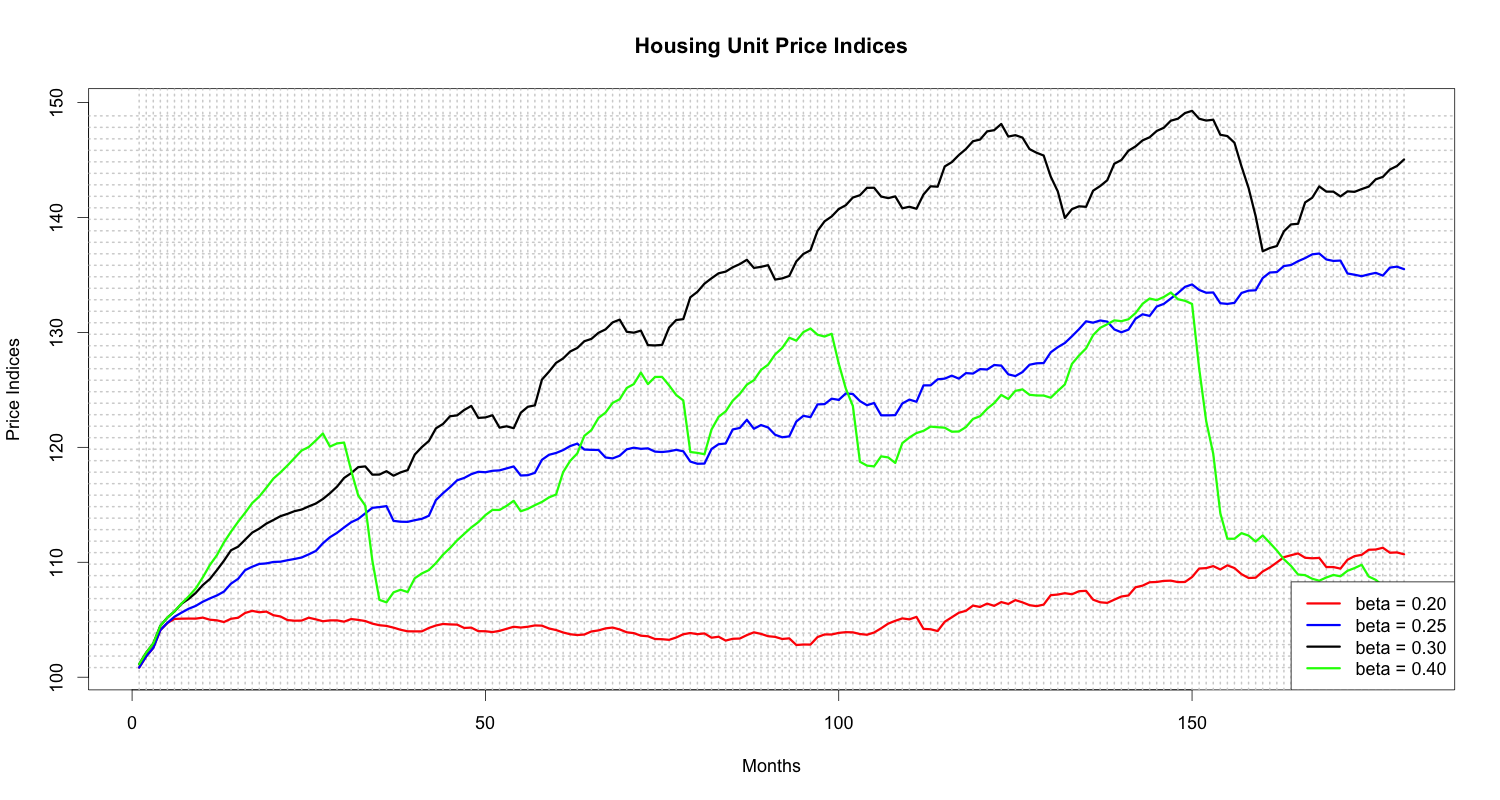 Housing Unit Price Indices
150
140
130
120
110
100
Price Indices
0 50 100 150
Months
beta = 0.20
beta = 0.25
beta = 0.30
beta = 0.40